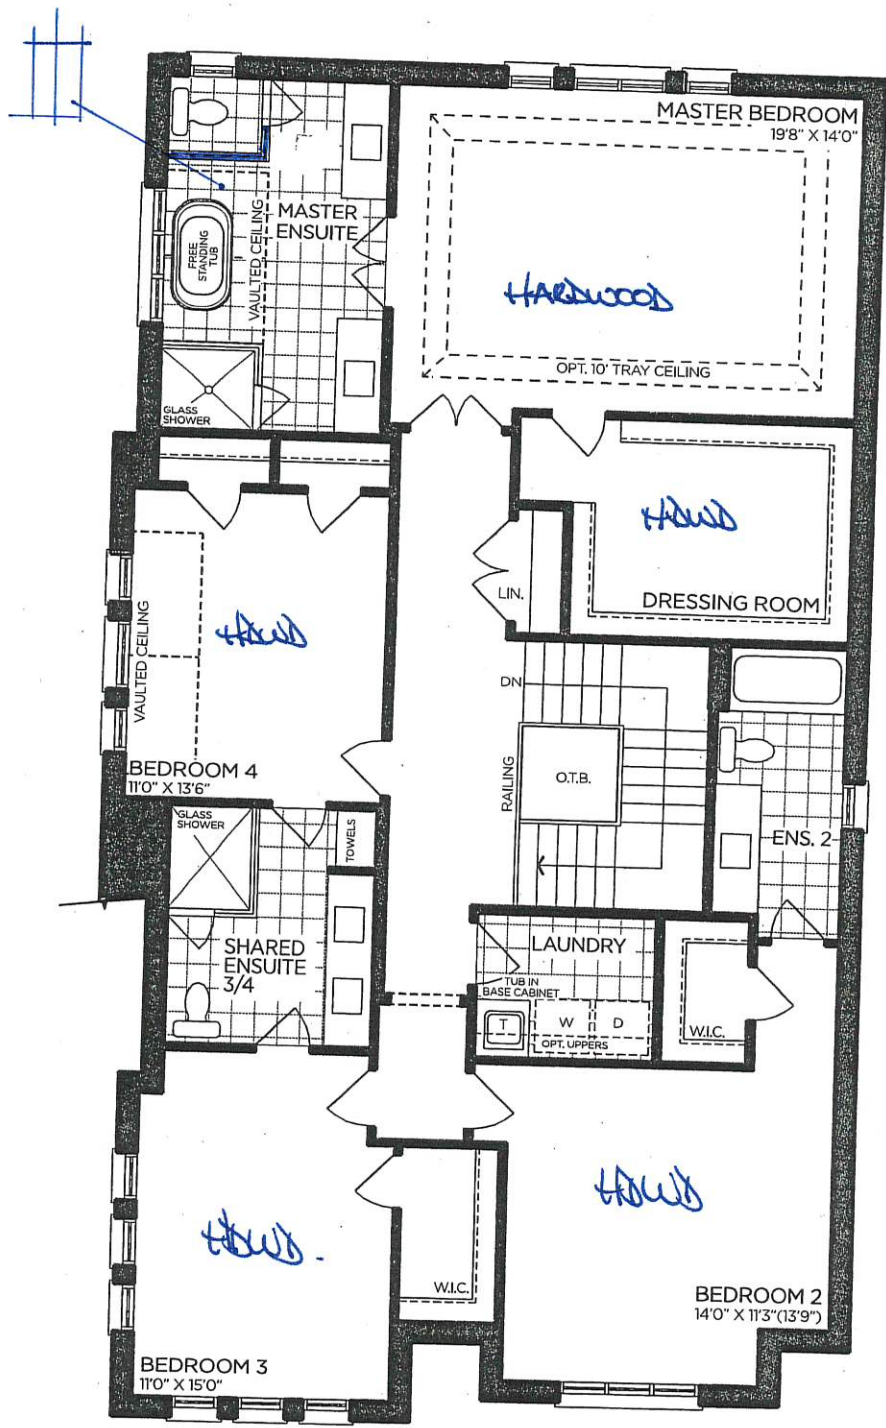 MASTER BEDROOM
19'8" X 14'0"
MASTER
ENSUITE
VAULTED CEILING
FREE
STANDING
TUB
HARDWOOD
OPT. 10' TRAY CEILING
GLASS
SHOWER
HDWD
LIN.
DRESSING ROOM
HDWD
VAULTED CEILING
DN
RAILING
O.T.B.
BEDROOM 4
11'0" X 13'6"
GLASS
SHOWER
TOWELS
ENS. 2
SHARED
ENSUITE
3/4
LAUNDRY
TUB IN
BASE CABINET
T
W
D
OPT. UPPERS
W.I.C.
HDWD
HDWD.
W.I.C.
BEDROOM 2
14'0" X 11'3"(13'9")
BEDROOM 3
11'0" X 15'0"